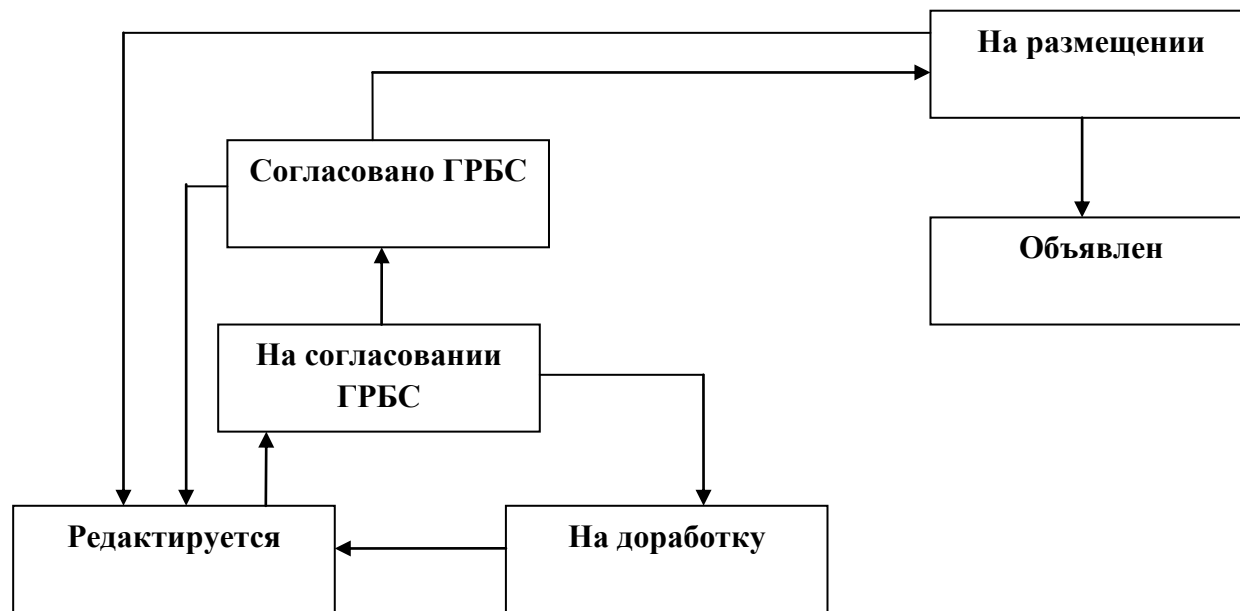 На размещении
Согласовано ГРБС
Объявлен
На согласовании
ГРБС
Редактируется
На доработку